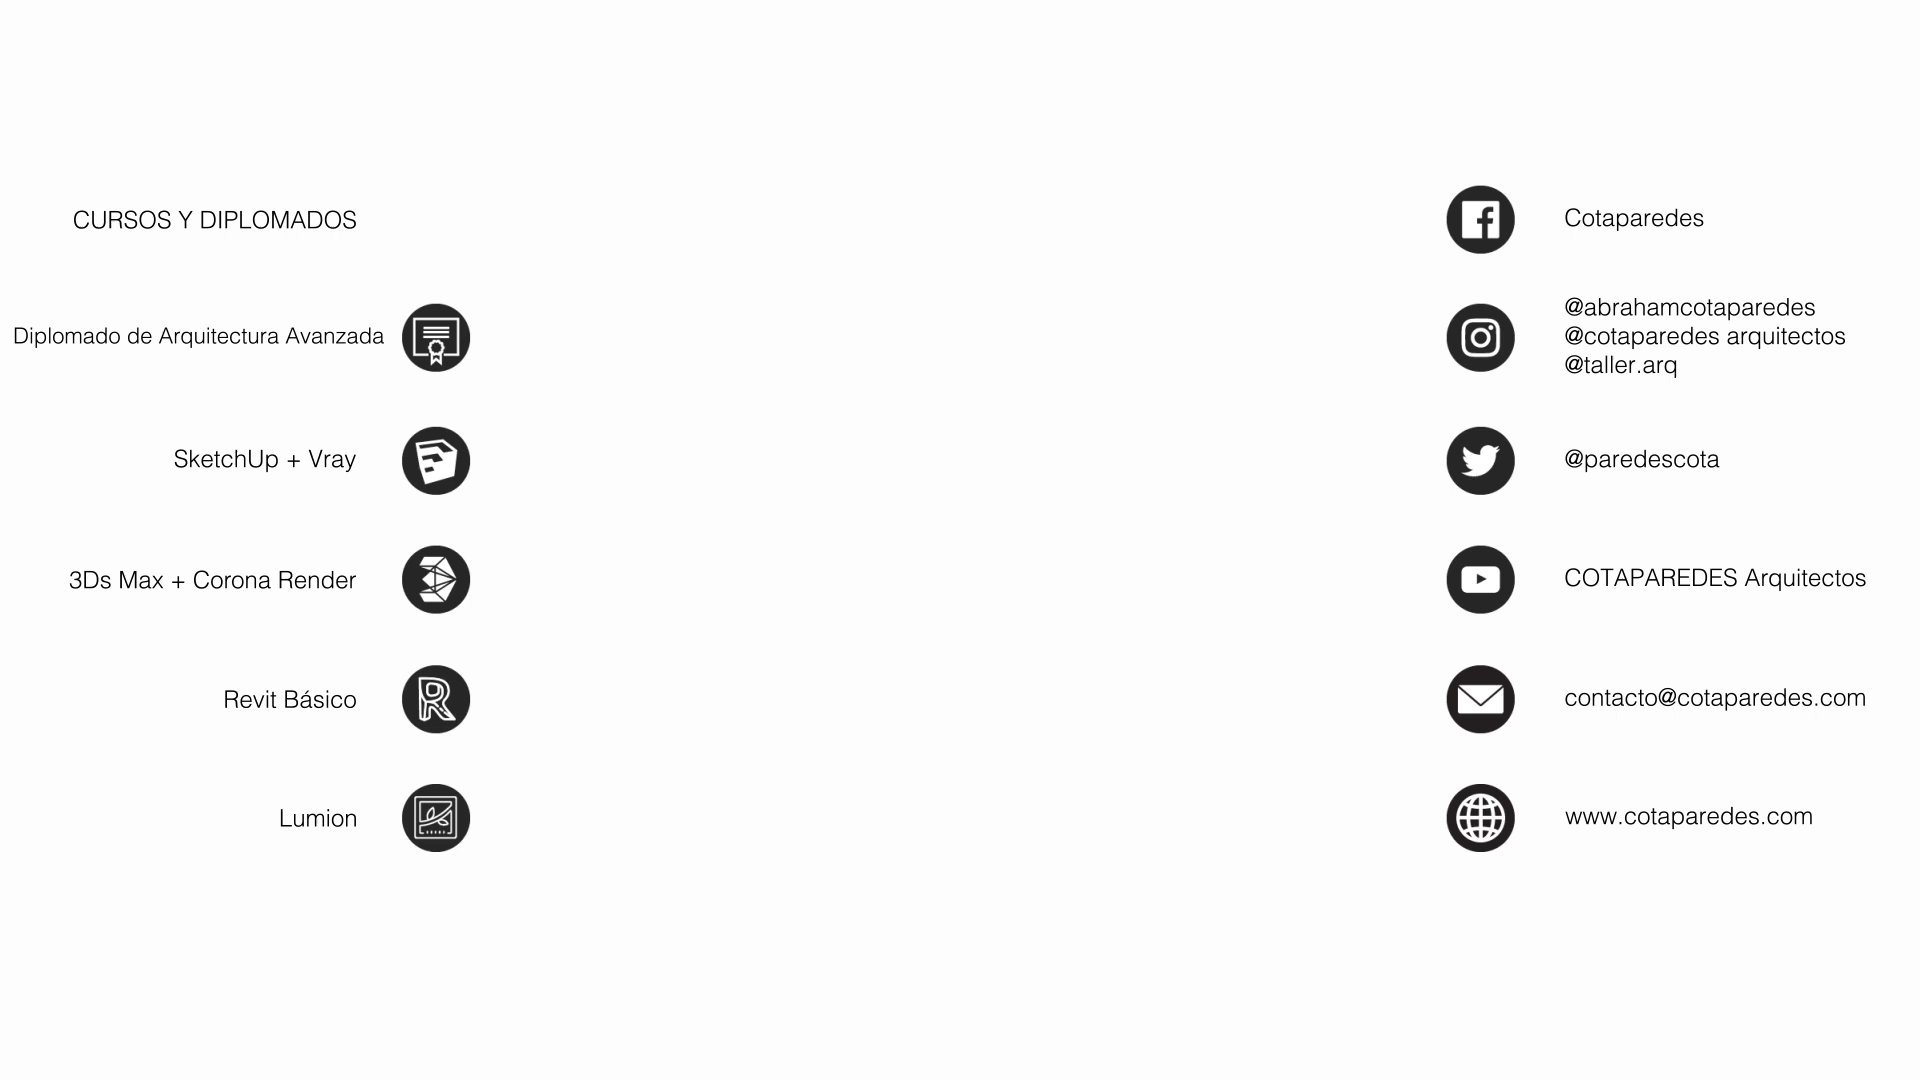 CURSOS Y DIPLOMADOS
Diplomado de Arquitectura Avanzada
SketchUp + Vray
3Ds Max + Corona Render
Revit Básico
Lumion
Cotaparedes
@abrahamcotaparedes
@cotaparedes arquitectos
@taller.arq
@paredescota
COTAPAREDES Arquitectos
contacto@cotaparedes.com
www.cotaparedes.com